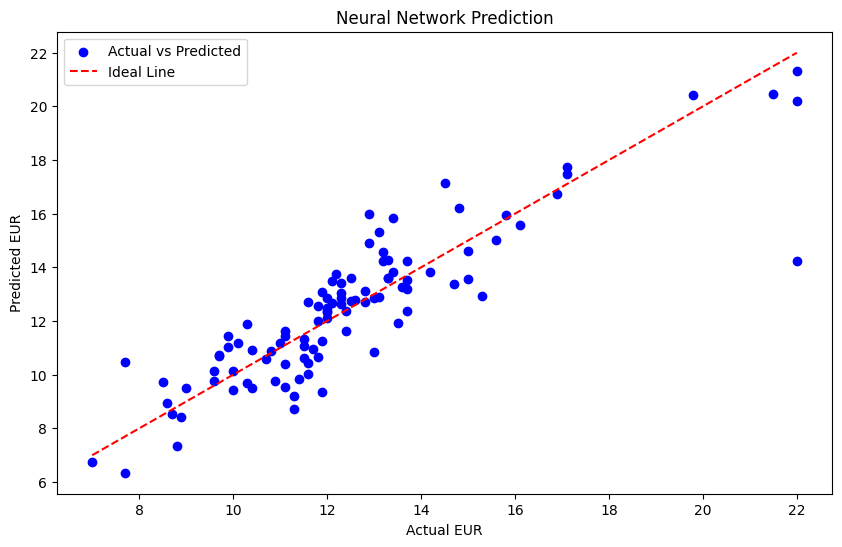 Neural Network Prediction
Actual vs Predicted
Ideal Line
22
20
18
16
14
12
10
8
6
Predicted EUR
8 10 12 14 16 18 20 22
Actual EUR